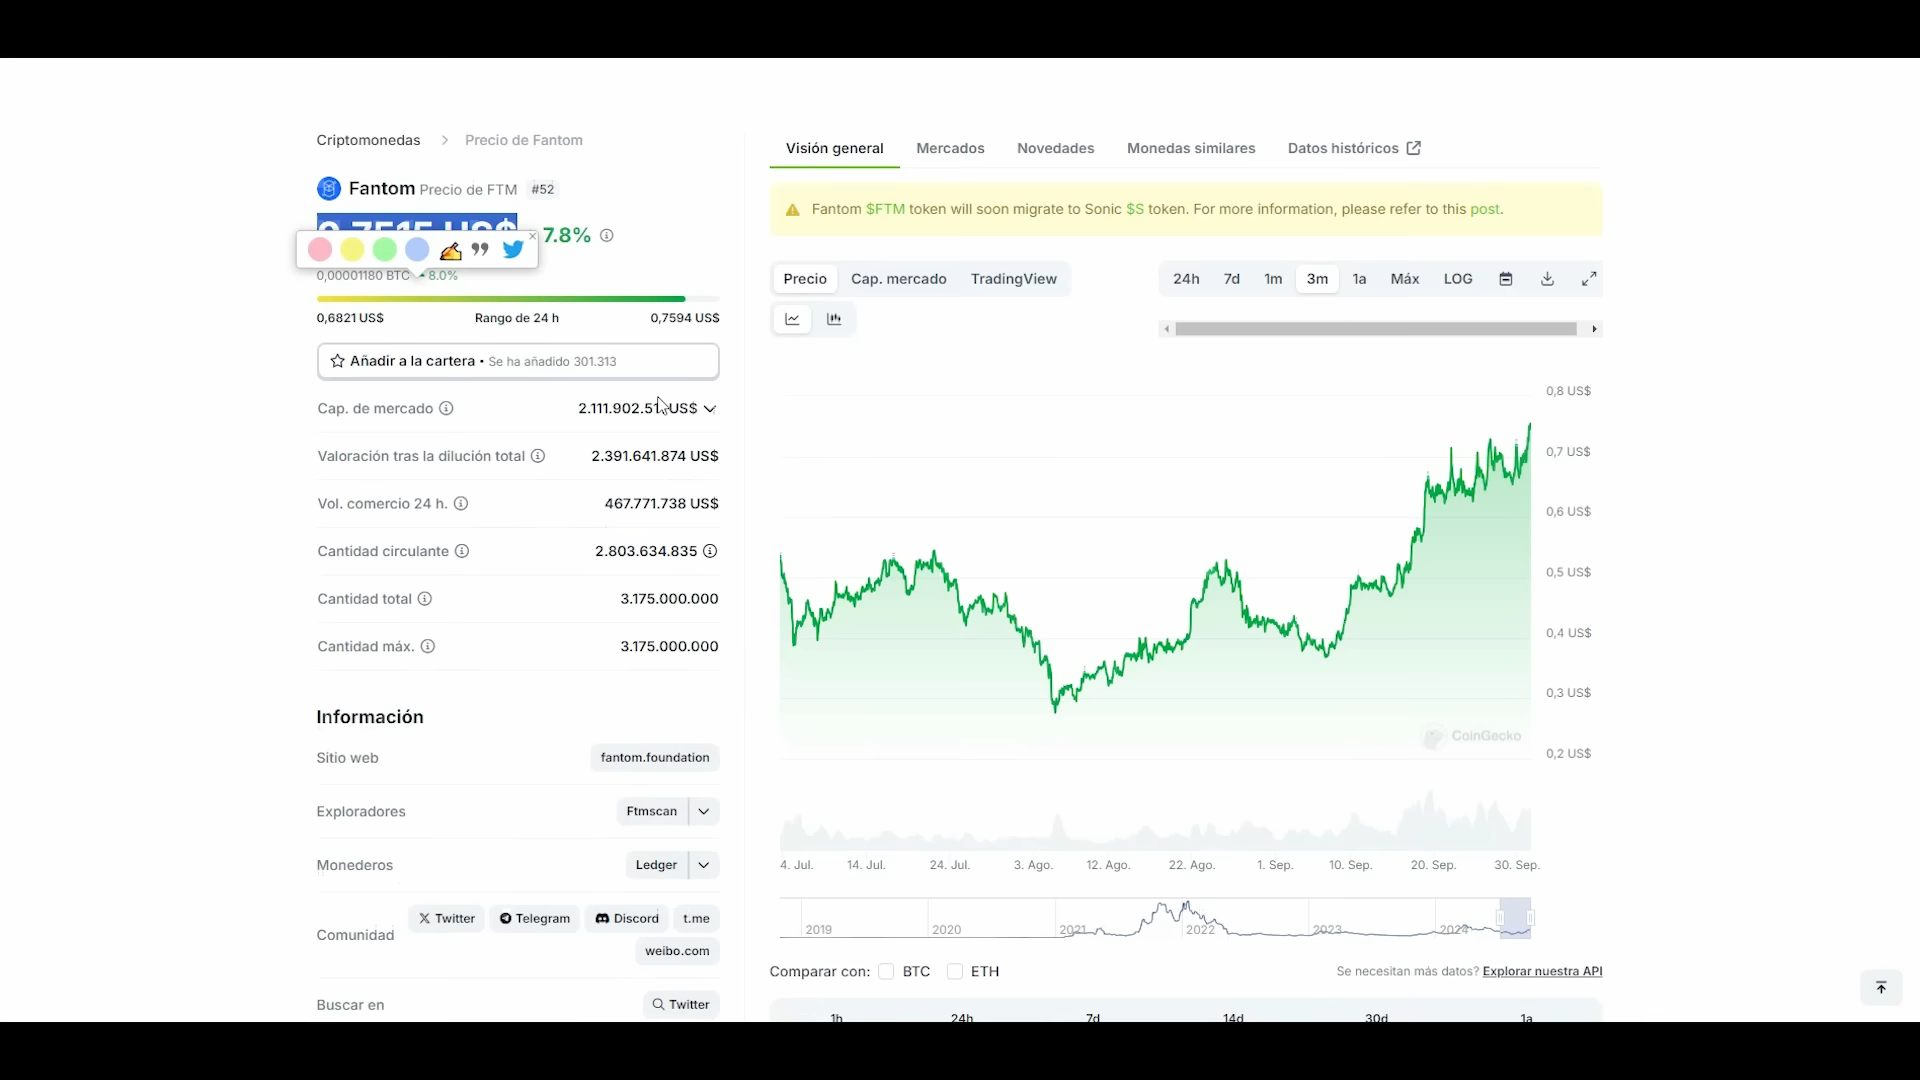 Criptomonedas > Precio de Fantom
Fantom Precio de FTM #52
7.8%
0,00001180 BTC 8.0%
0,6821 US$ Rango de 24 h 0,7594 US$
Añadir a la cartera • Se ha añadido 301.313
Cap. de mercado US$
Valoración tras la dilución total 2.391.641.874 US$
Vol. comercio 24 h. 467.771.738 US$
Cantidad circulante 2.803.634.835
Cantidad total 3.175.000.000
Cantidad máx. 3.175.000.000
Información
Sitio web fantom.foundation
Exploradores Ftmscan
Monederos Ledger
Comunidad Twitter Telegram Discord t.me
weibo.com
Buscar en Twitter
Visión general Mercados Novedades Monedas similares Datos históricos
Fantom $FTM token will soon migrate to Sonic $S token. For more information, please refer to this post.
Precio Cap. mercado TradingView
24h 7d 1m 3m 1a Máx LOG
0,8 US$
0,7 US$
0,6 US$
0,5 US$
0,4 US$
0,3 US$
0,2 US$
CoinGecko
4. Jul. 14. Jul. 24. Jul. 3. Ago. 12. Ago. 22. Ago. 1. Sep. 10. Sep. 20. Sep. 30. Sep.
2019 2020 2021 2022 2023 2024
Comparar con: BTC ETH
Se necesitan más datos? Explorar nuestra API
1h 24h 7d 14d 30d 1a